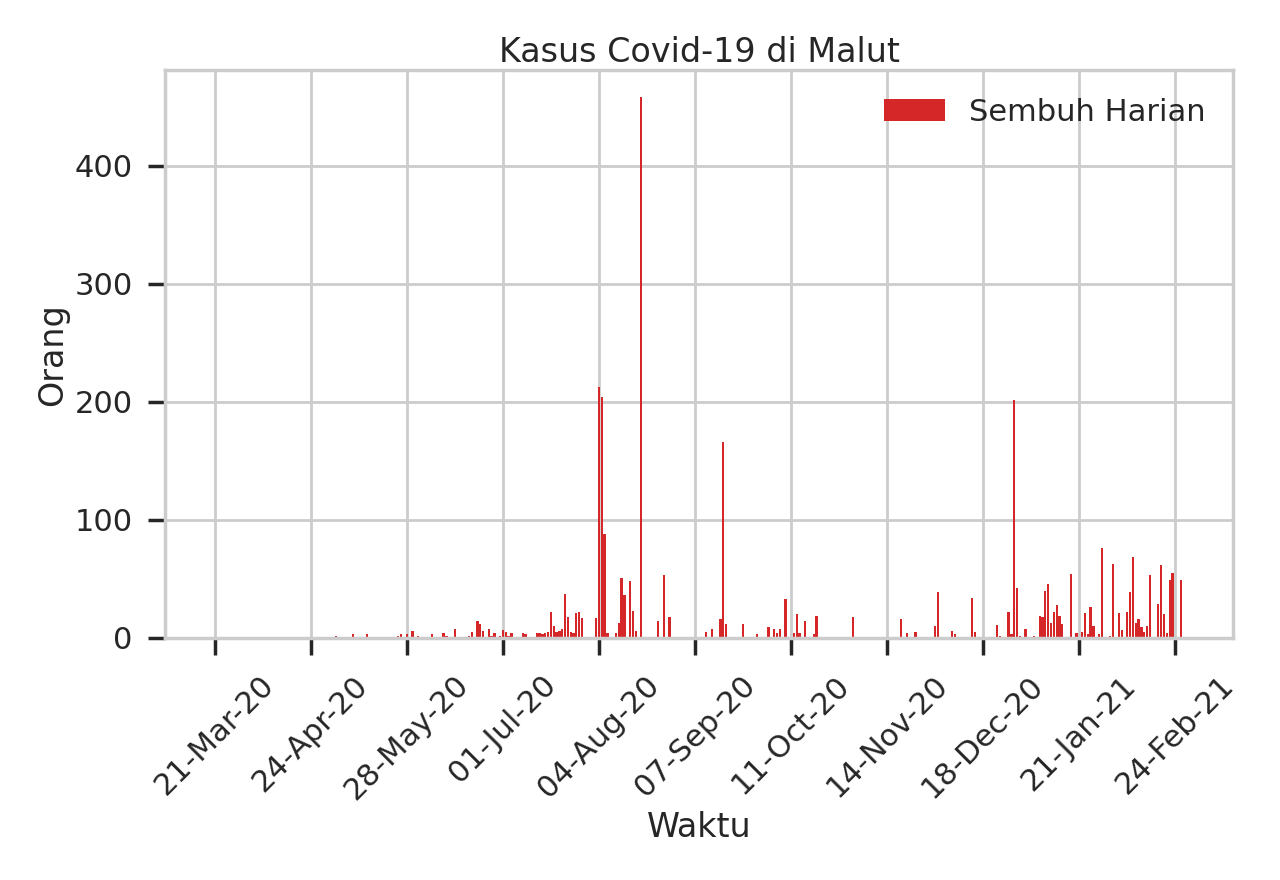 Kasus Covid-19 di Malut
Sembuh Harian
Orang
400
300
200
100
0
21-Mar-20
24-Apr-20
28-May-20
01-Jul-20
04-Aug-20
07-Sep-20
11-Oct-20
14-Nov-20
18-Dec-20
21-Jan-21
24-Feb-21
Waktu